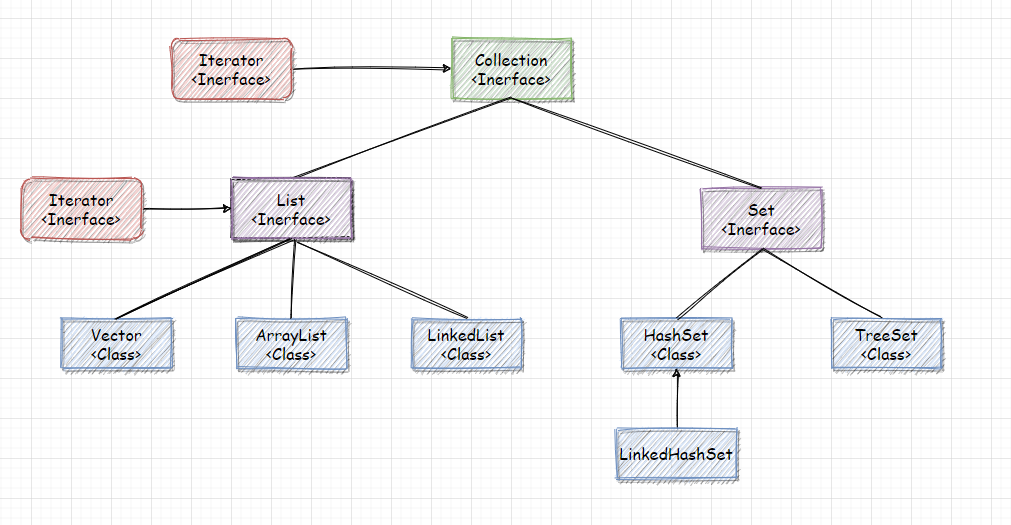 Iterator
<Inerface>
Collection
<Inerface>
Iterator
<Inerface>
List
<Inerface>
Set
<Inerface>
Vector
<Class>
ArrayList
<Class>
LinkedList
<Class>
HashSet
<Class>
TreeSet
<Class>
LinkedHashSet